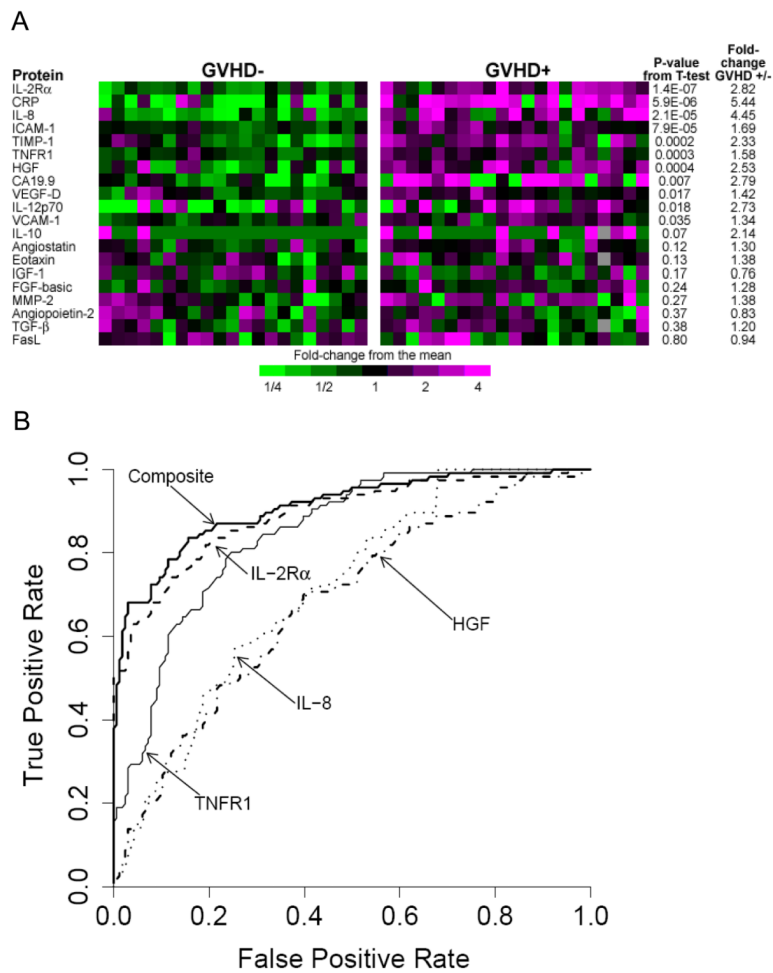 A
Protein GVHD- GVHD+ P-value from T-test Fold-change GVHD +/-
IL-2Rα 1.4E-07 2.82
CRP 5.9E-06 5.44
IL-8 2.1E-05 4.45
ICAM-1 7.9E-05 1.69
TIMP-1 0.0002 2.33
TNFR1 0.0003 1.58
HGF 0.0004 2.53
CA19.9 0.007 2.79
VEGF-D 0.017 1.42
IL-12p70 0.018 2.73
VCAM-1 0.035 1.34
IL-10 0.07 2.14
Angiostatin 0.12 1.30
Eotaxin 0.13 1.38
IGF-1 0.17 0.76
FGF-basic 0.24 1.28
MMP-2 0.27 1.38
Angiopoietin-2 0.37 0.83
TGF-β 0.38 1.20
FasL 0.80 0.94
Fold-change from the mean
1/4 1/2 1 2 4
B
True Positive Rate
1.0
0.8
0.6
0.4
0.2
0.0
Composite
IL-2Rα
HGF
IL-8
TNFR1
0.0 0.2 0.4 0.6 0.8 1.0
False Positive Rate